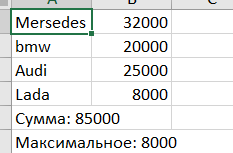 Mersedes 32000
bmw 20000
Audi 25000
Lada 8000
Сумма: 85000
Максимальное: 8000